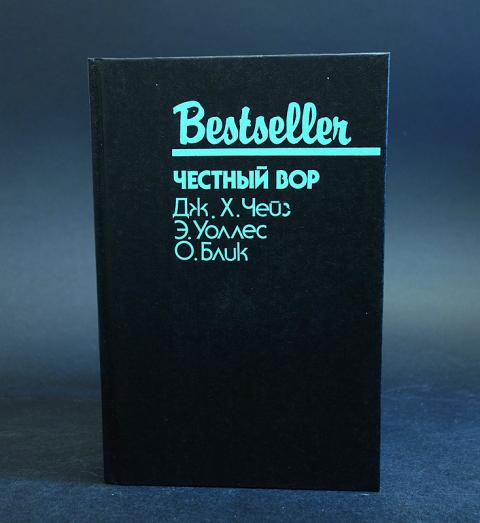 Bestseller
ЧЕСТНЫЙ ВОР
Дж. Х. Чейз
Э. Уоллес
О. Блик